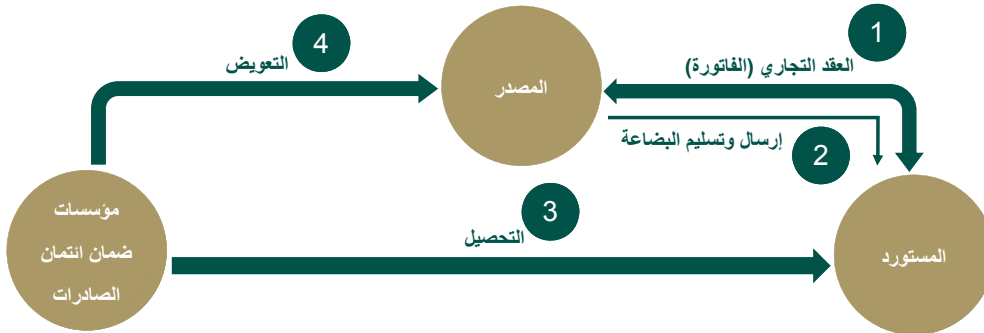 1
العقد التجاري (الفاتورة)
4
التعويض
المصدر
إرسال وتسليم البضاعة
2
3
التحصيل
مؤسسات
ضمان ائتمان
الصادرات
المستورد